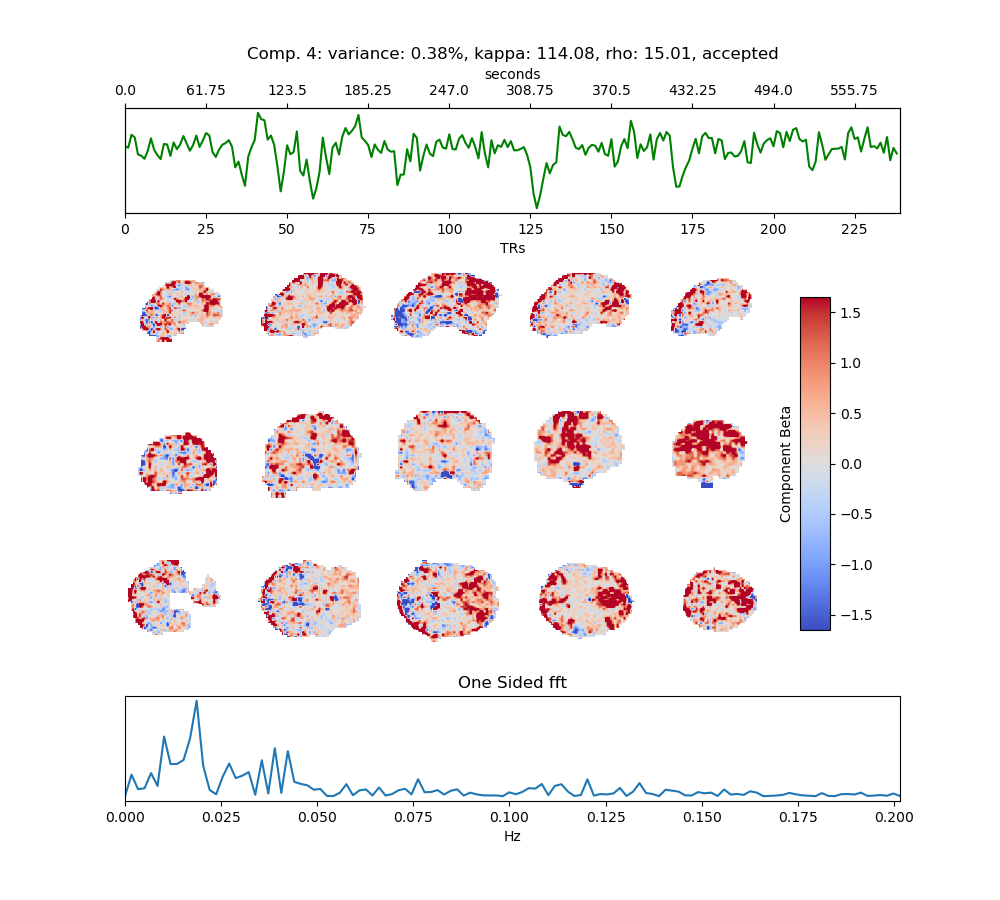 Comp. 4: variance: 0.38%, kappa: 114.08, rho: 15.01, accepted
seconds
0.0 61.75 123.5 185.25 247.0 308.75 370.5 432.25 494.0 555.75
0 25 50 75 100 125 150 175 200 225
TRs
1.5
1.0
0.5
0.0
−0.5
−1.0
−1.5
Component Beta
One Sided fft
0.000 0.025 0.050 0.075 0.100 0.125 0.150 0.175 0.200
Hz